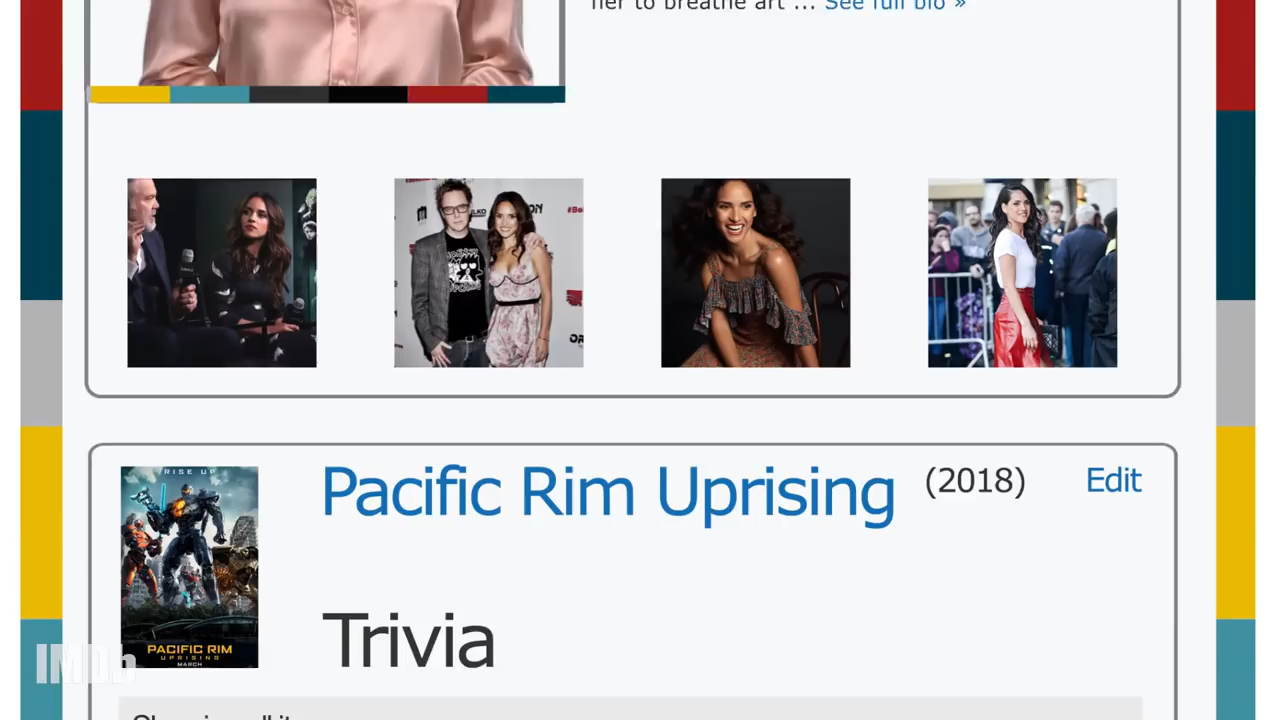 her to breathe art ... See full bio »
Pacific Rim Uprising (2018) Edit
RISE UP
Trivia
PACIFIC RIM
UPRISING
MARCH
IMDb